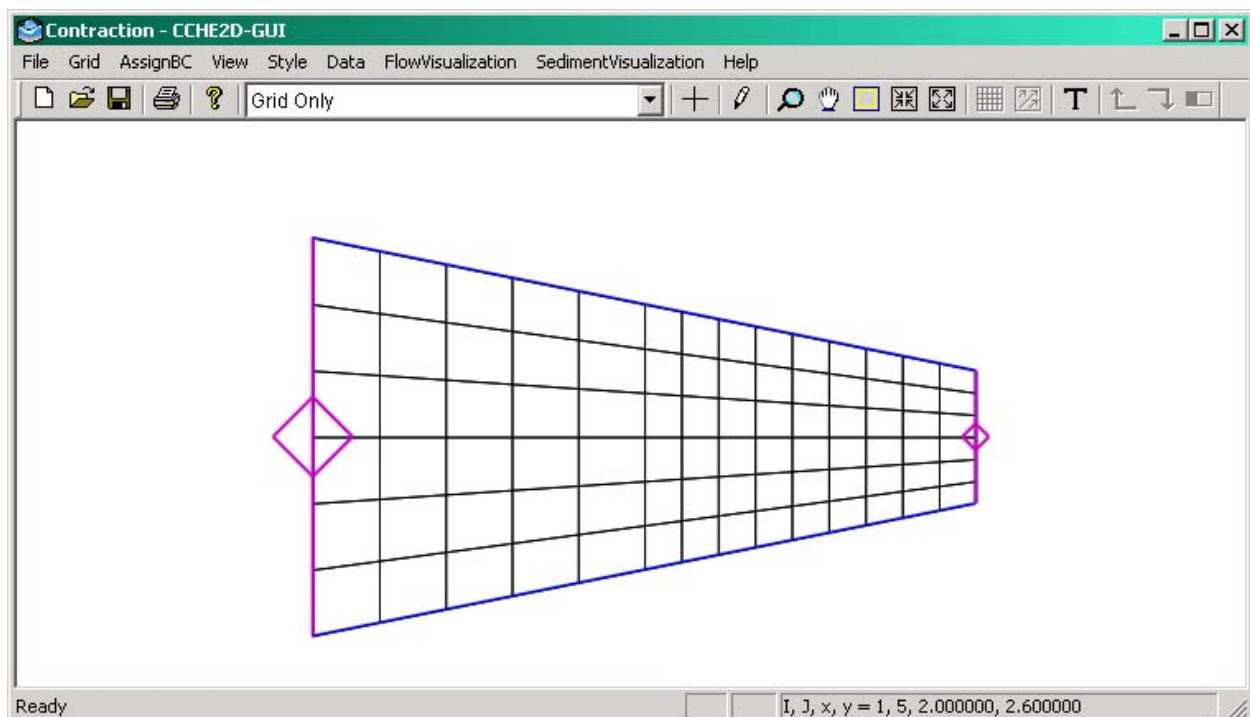 Contraction - CCHE2D-GUI
File Grid AssignBC View Style Data FlowVisualization SedimentVisualization Help
Grid Only T
Ready I, J, x, y = 1, 5, 2.000000, 2.600000